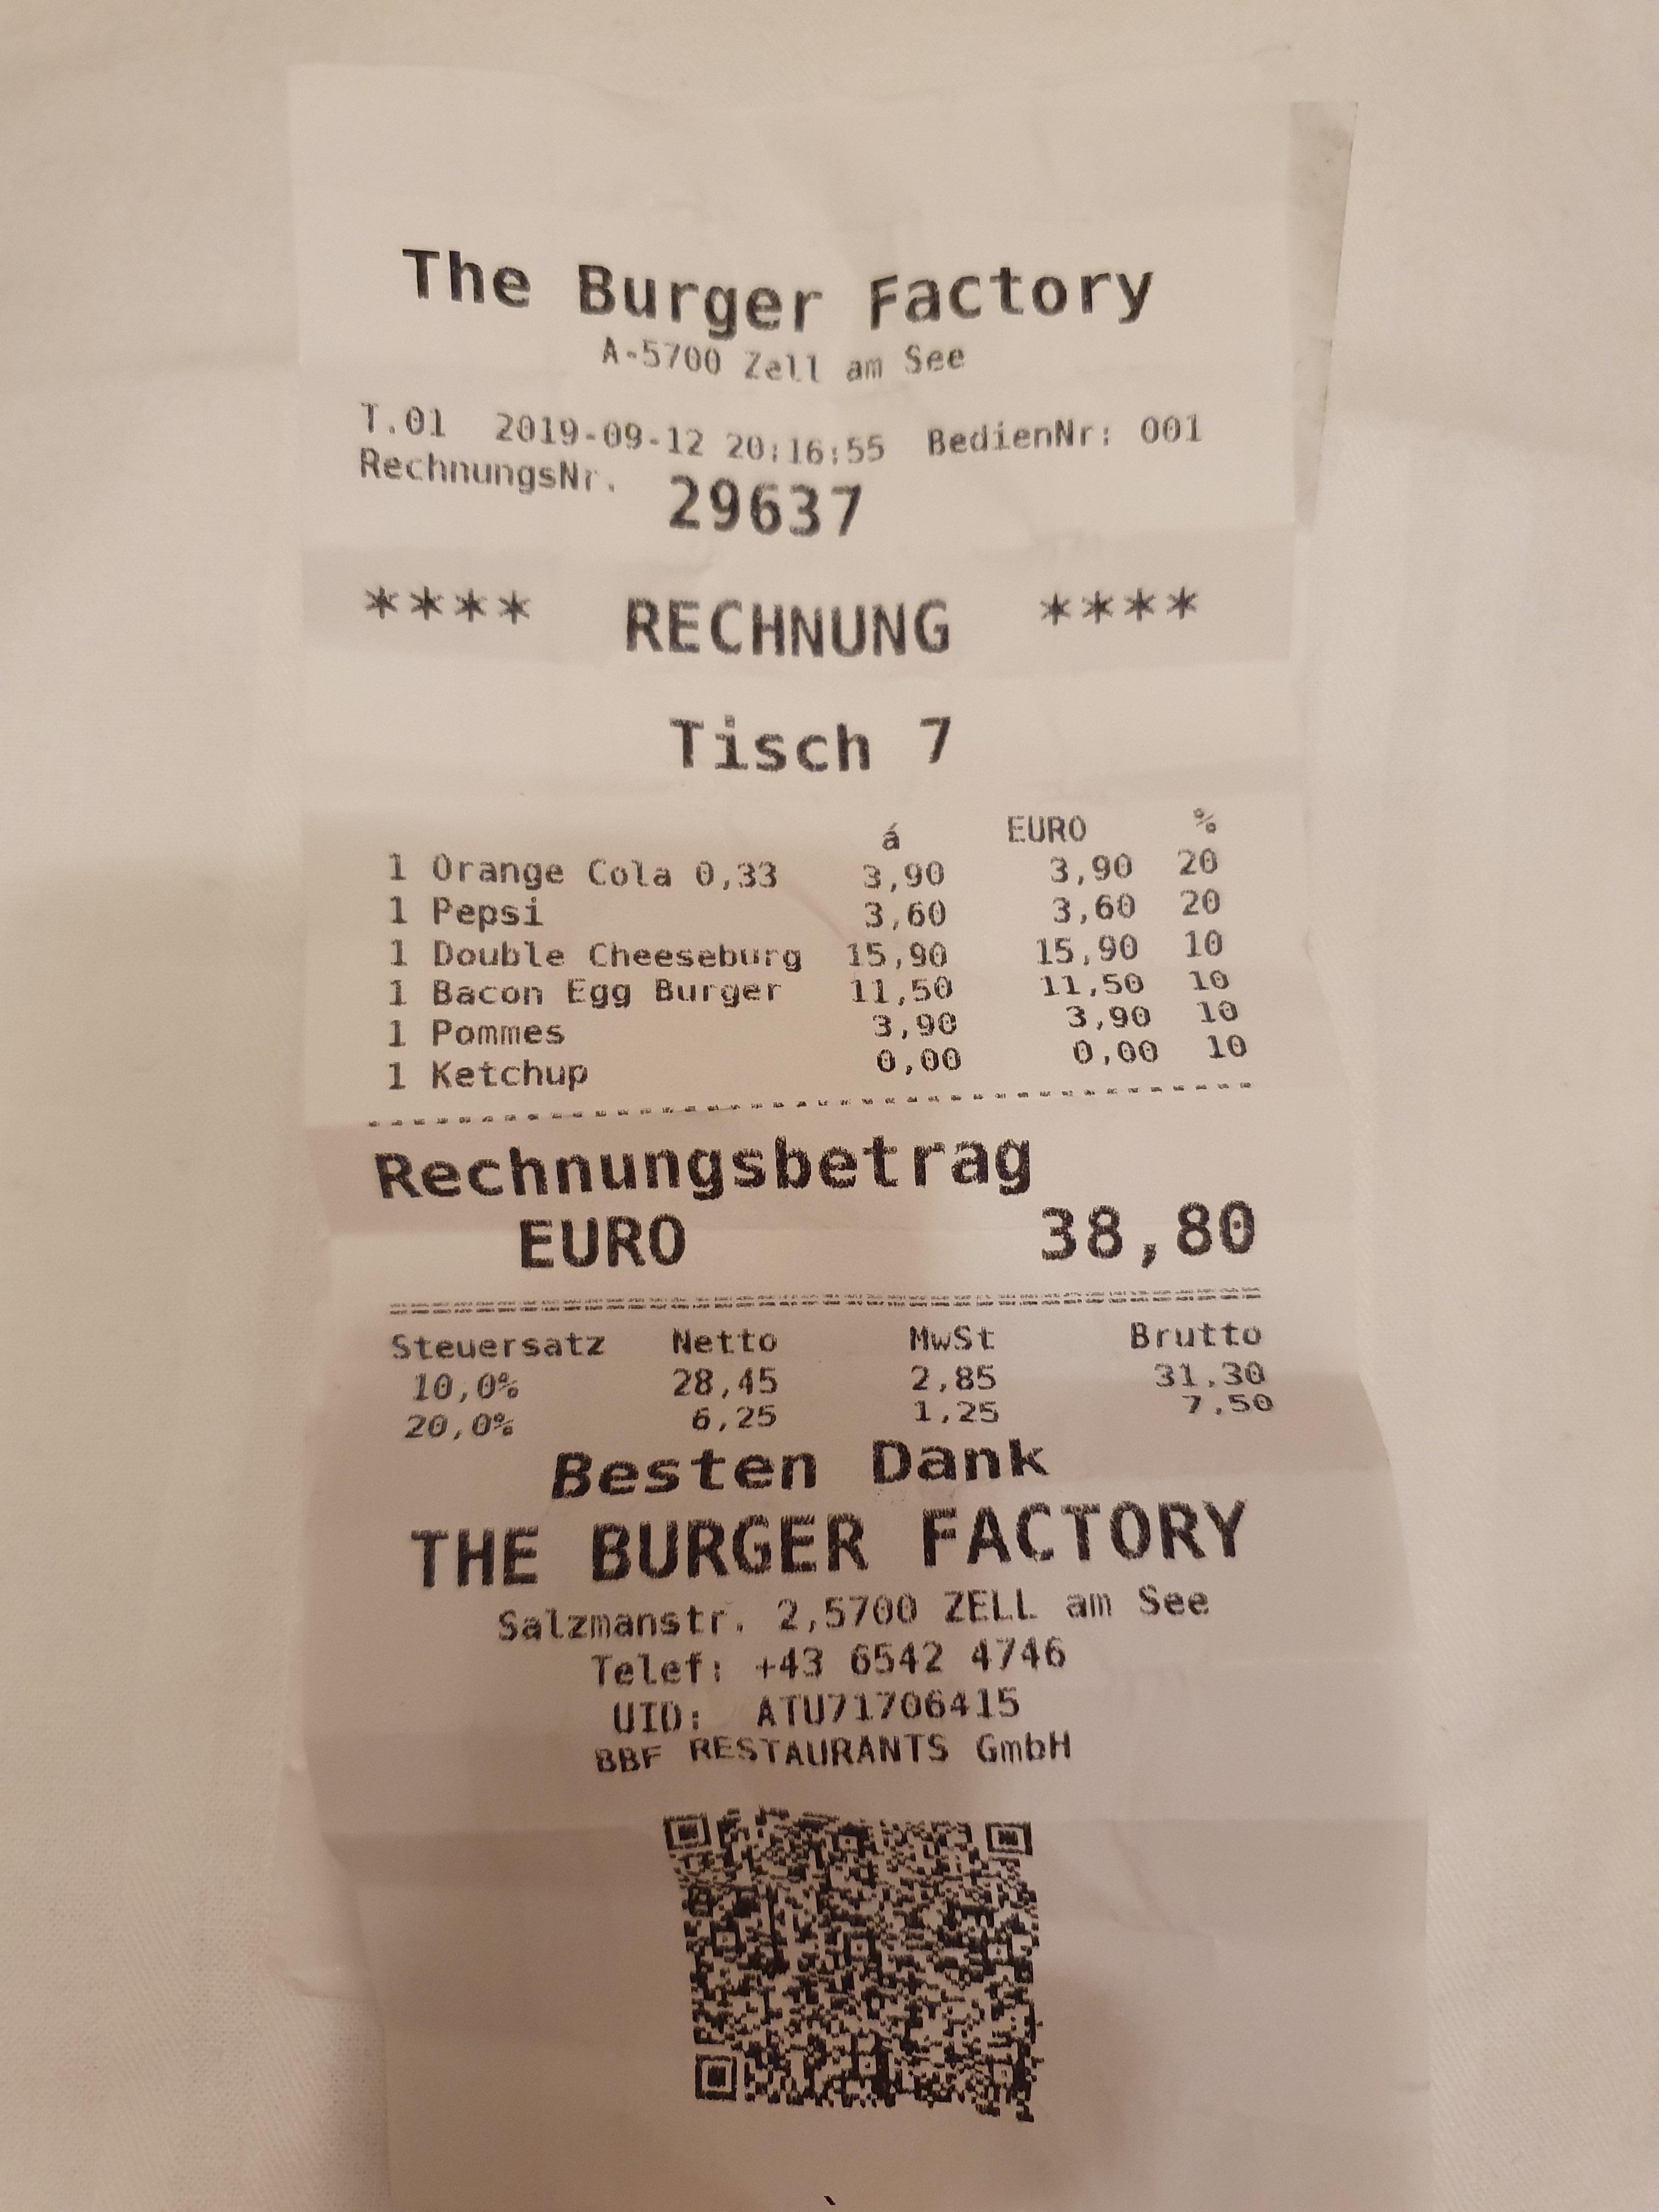 The Burger Factory
A-5700 Zell am See
T.01 2019-09-12 20:16:55 BedienNr: 001
RechnungsNr. 29637
**** RECHNUNG ****
Tisch 7
á EURO %
1 Orange Cola 0,33 3,90 3,90 20
1 Pepsi 3,60 3,60 20
1 Double Cheeseburg 15,90 15,90 10
1 Bacon Egg Burger 11,50 11,50 10
1 Pommes 3,90 3,90 10
1 Ketchup 0,00 0,00 10
Rechnungsbetrag
EURO 38,80
Steuersatz Netto MwSt Brutto
10,0% 28,45 2,85 31,30
20,0% 6,25 1,25 7,50
Besten Dank
THE BURGER FACTORY
Salzmanstr. 2,5700 ZELL am See
Telef: +43 6542 4746
UID: ATU71706415
BBF RESTAURANTS GmbH